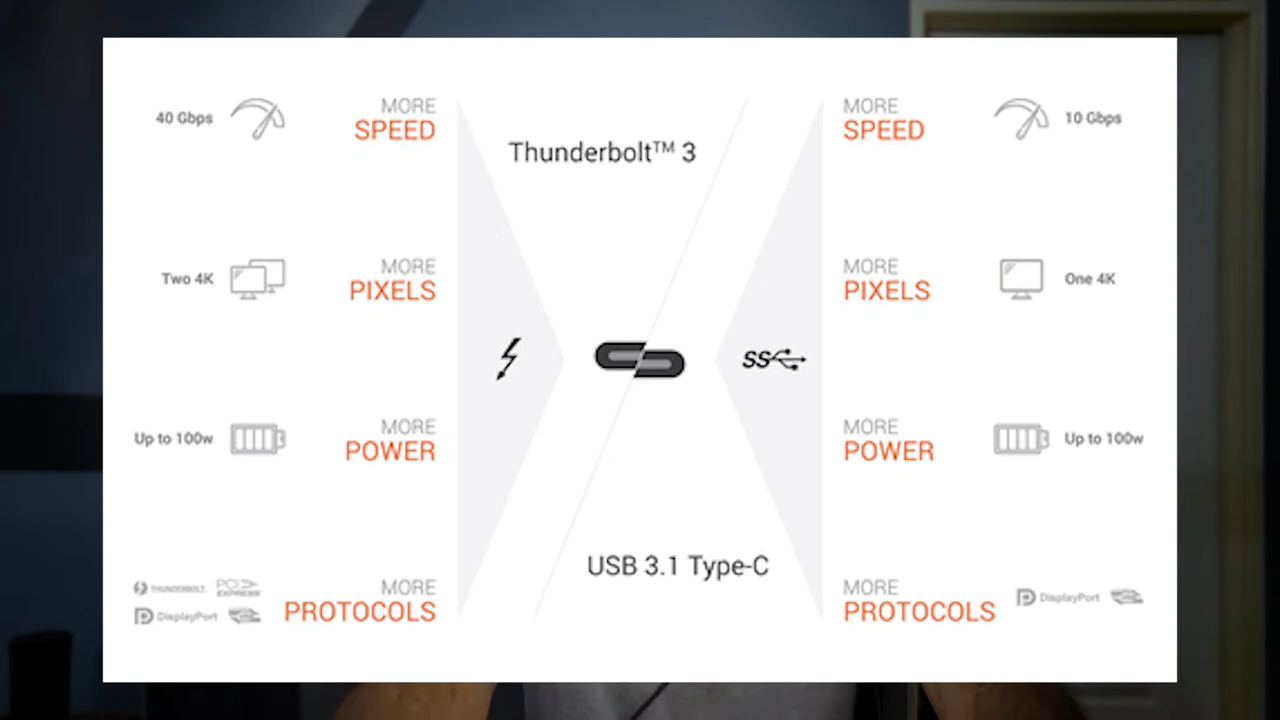 40 Gbps
MORE
SPEED
Thunderbolt™ 3
MORE
SPEED
10 Gbps
Two 4K
MORE
PIXELS
MORE
PIXELS
One 4K
SS
Up to 100w
MORE
POWER
MORE
POWER
Up to 100w
USB 3.1 Type-C
THUNDERBOLT.
PCI
EXPRESS
DisplayPort
MORE
PROTOCOLS
MORE
PROTOCOLS
DisplayPort